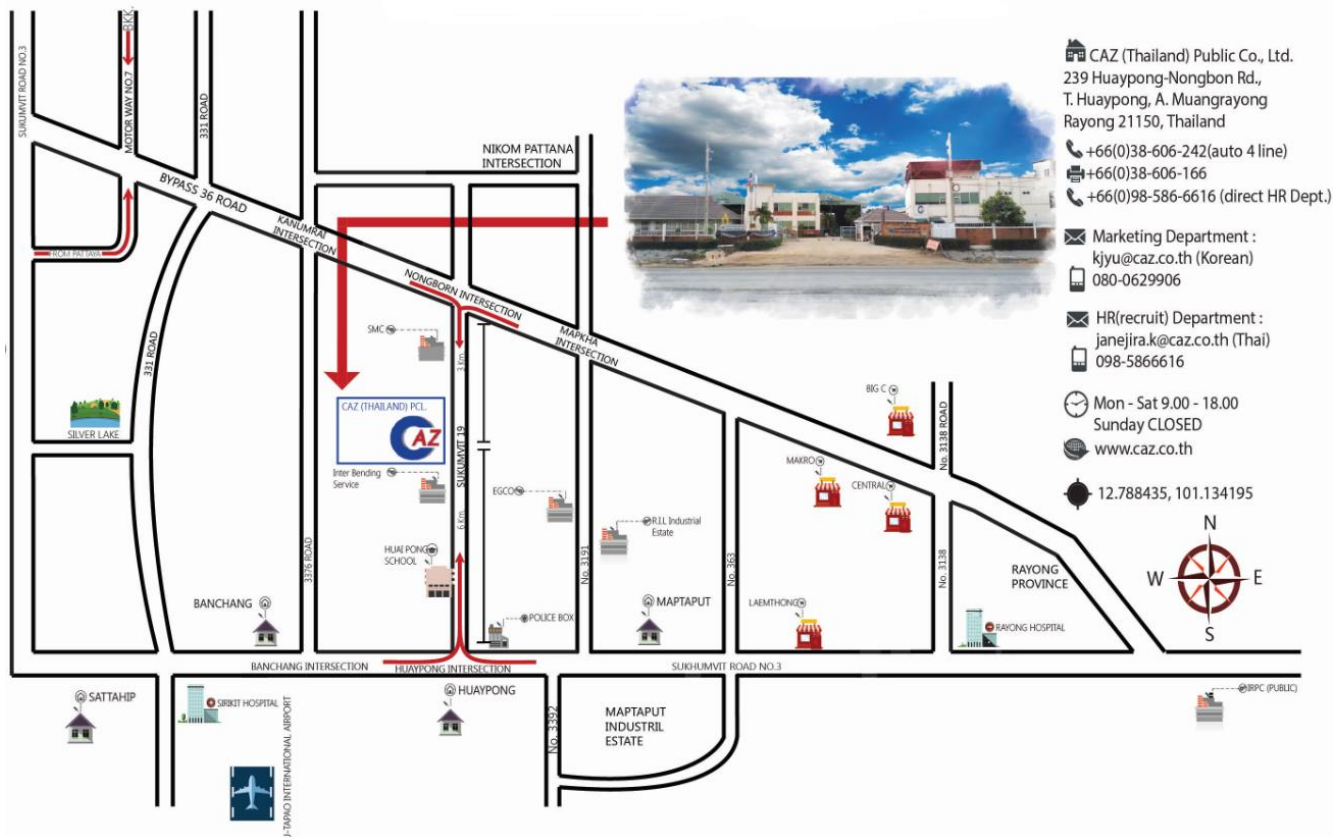 SUKUMVIT ROAD NO.3
BKK.
MOTOR WAY NO.7
331 ROAD
BYPASS 36 ROAD
FROM PATTAYA
331 ROAD
SILVER LAKE
KANUMRAI
INTERSECTION
NIKOM PATTANA
INTERSECTION
NONGBORN INTERSECTION
MAPKHA
INTERSECTION
SMC
3 Km.
CAZ (THAILAND) PCL.
CAZ
SUKUMVIT 19
Inter Bending
Service
EGCO
6 Km.
HUAI PONG
SCHOOL
3376 ROAD
No. 3191
R.I.L Industrial
Estate
No. 363
BIG C
No. 3138 ROAD
MAKRO
CENTRAL
No. 3138
BANCHANG
POLICE BOX
MAPTAPUT
LAEMTHONG
RAYONG
PROVINCE
RAYONG HOSPITAL
BANCHANG INTERSECTION
HUAYPONG INTERSECTION
SUKHUMVIT ROAD NO.3
SATTAHIP
SIRIKIT HOSPITAL
U-TAPAO INTERNATIONAL AIRPORT
HUAYPONG
No. 3392
MAPTAPUT
INDUSTRIL
ESTATE
IRPC (PUBLIC)
CAZ (Thailand) Public Co., Ltd.
239 Huaypong-Nongbon Rd.,
T. Huaypong, A. Muangrayong
Rayong 21150, Thailand
+66(0)38-606-242(auto 4 line)
+66(0)38-606-166
+66(0)98-586-6616 (direct HR Dept.)
Marketing Department :
kjyu@caz.co.th (Korean)
080-0629906
HR(recruit) Department :
janejira.k@caz.co.th (Thai)
098-5866616
Mon - Sat 9.00 - 18.00
Sunday CLOSED
www.caz.co.th
12.788435, 101.134195
N
W
E
S